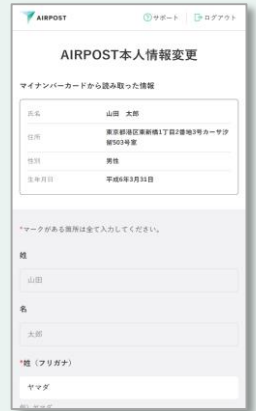 AIRPOST
サポート
ログアウト
AIRPOST本人情報変更
マイナンバーカードから読み取った情報
氏名 山田 太郎
住所 東京都港区東新橋1丁目2番地3号カーサ汐
留503号室
性別 男性
生年月日 平成6年3月31日
*マークがある箇所は全て入力してください。
姓
山田
名
太郎
*姓（フリガナ）
ヤマダ